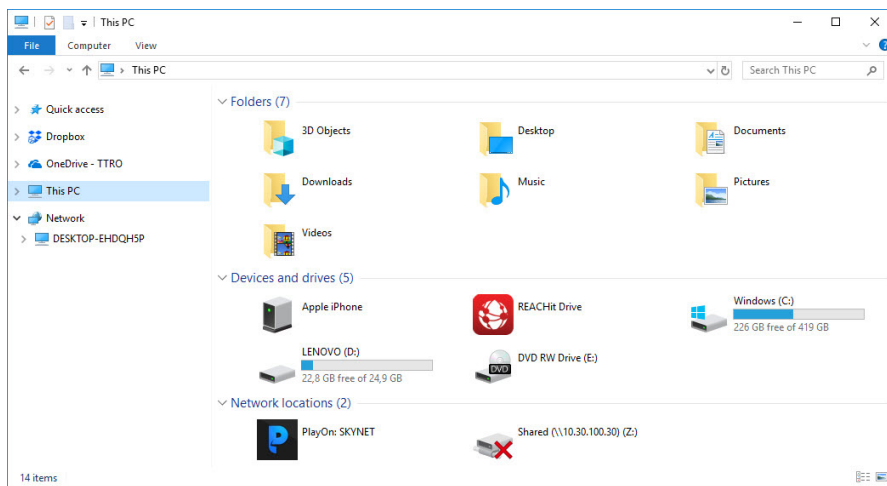 This PC
File Computer View
This PC
Search This PC
Quick access
Dropbox
OneDrive - TTRO
This PC
Network
DESKTOP-EHDQH5P
Folders (7)
3D Objects
Desktop
Documents
Downloads
Music
Pictures
Videos
Devices and drives (5)
Apple iPhone
REACHit Drive
Windows (C:)
226 GB free of 419 GB
LENOVO (D:)
22,8 GB free of 24,9 GB
DVD RW Drive (E:)
DVD
Network locations (2)
PlayOn: SKYNET
Shared (\\10.30.100.30) (Z:)
14 items